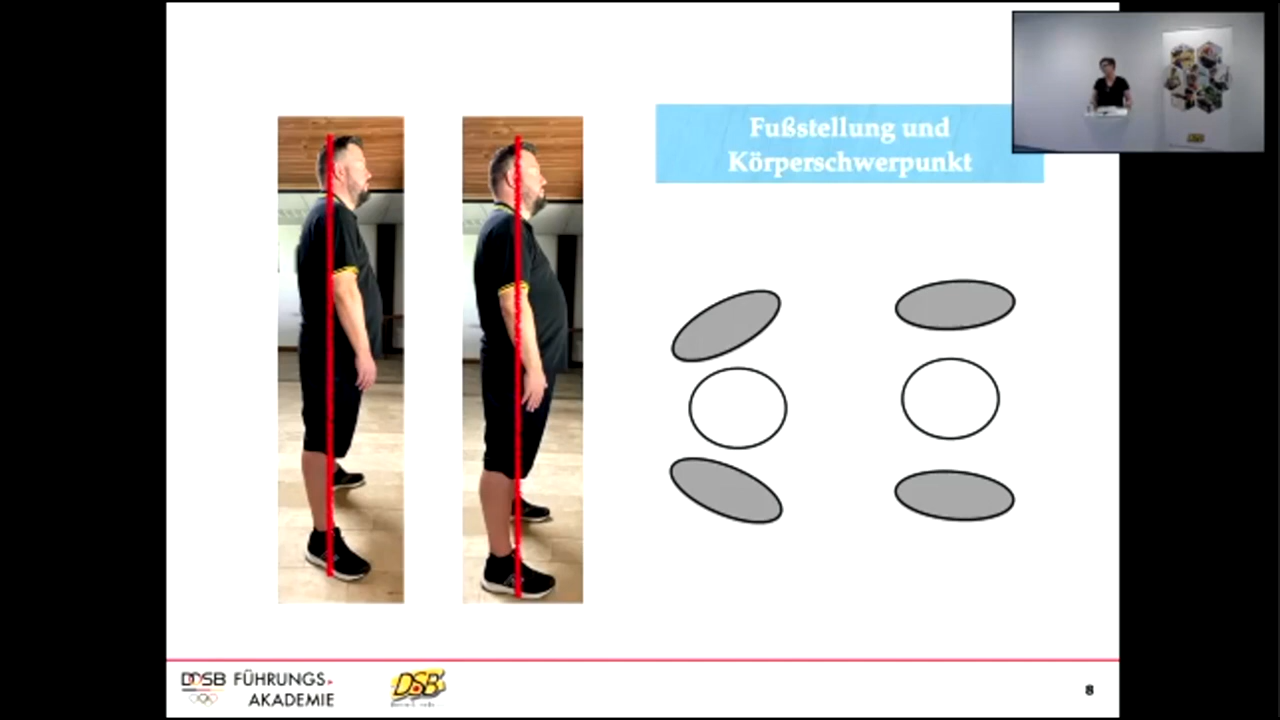 Fußstellung und
Körperschwerpunkt
DOSB FÜHRUNGS-
AKADEMIE
DSB
8